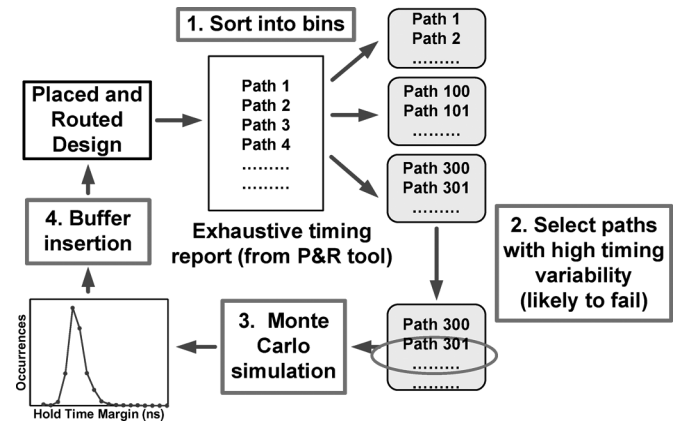 1. Sort into bins
Path 1
Path 2
.........
Placed and
Routed
Design
Path 1
Path 2
Path 3
Path 4
.........
.........
Path 100
Path 101
.........
Path 300
Path 301
.........
Exhaustive timing
report (from P&R tool)
2. Select paths
with high timing
variability
(likely to fail)
Path 300
Path 301
.........
.........
3. Monte
Carlo
simulation
4. Buffer
insertion
Occurrences
Hold Time Margin (ns)